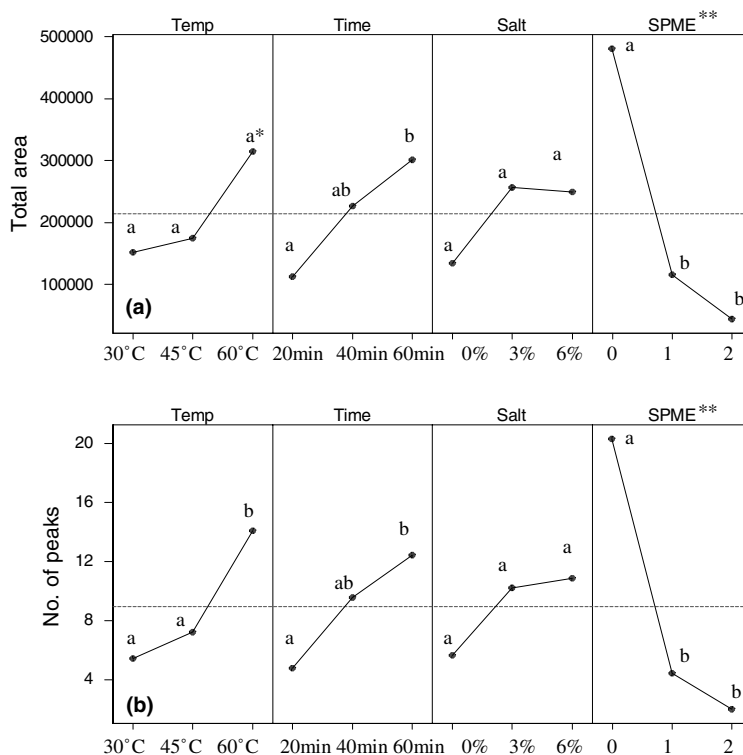 Temp Time Salt SPME**
500000
a
400000
a* b
300000
ab a a
Total area
200000
a a a b
100000
b
(a)
30°C 45°C 60°C 20min 40min 60min 0% 3% 6% 0 1 2
Temp Time Salt SPME**
20
a
16
b b
12
ab a a
No. of peaks
8
a a a a
b
4
b
(b)
30°C 45°C 60°C 20min 40min 60min 0% 3% 6% 0 1 2